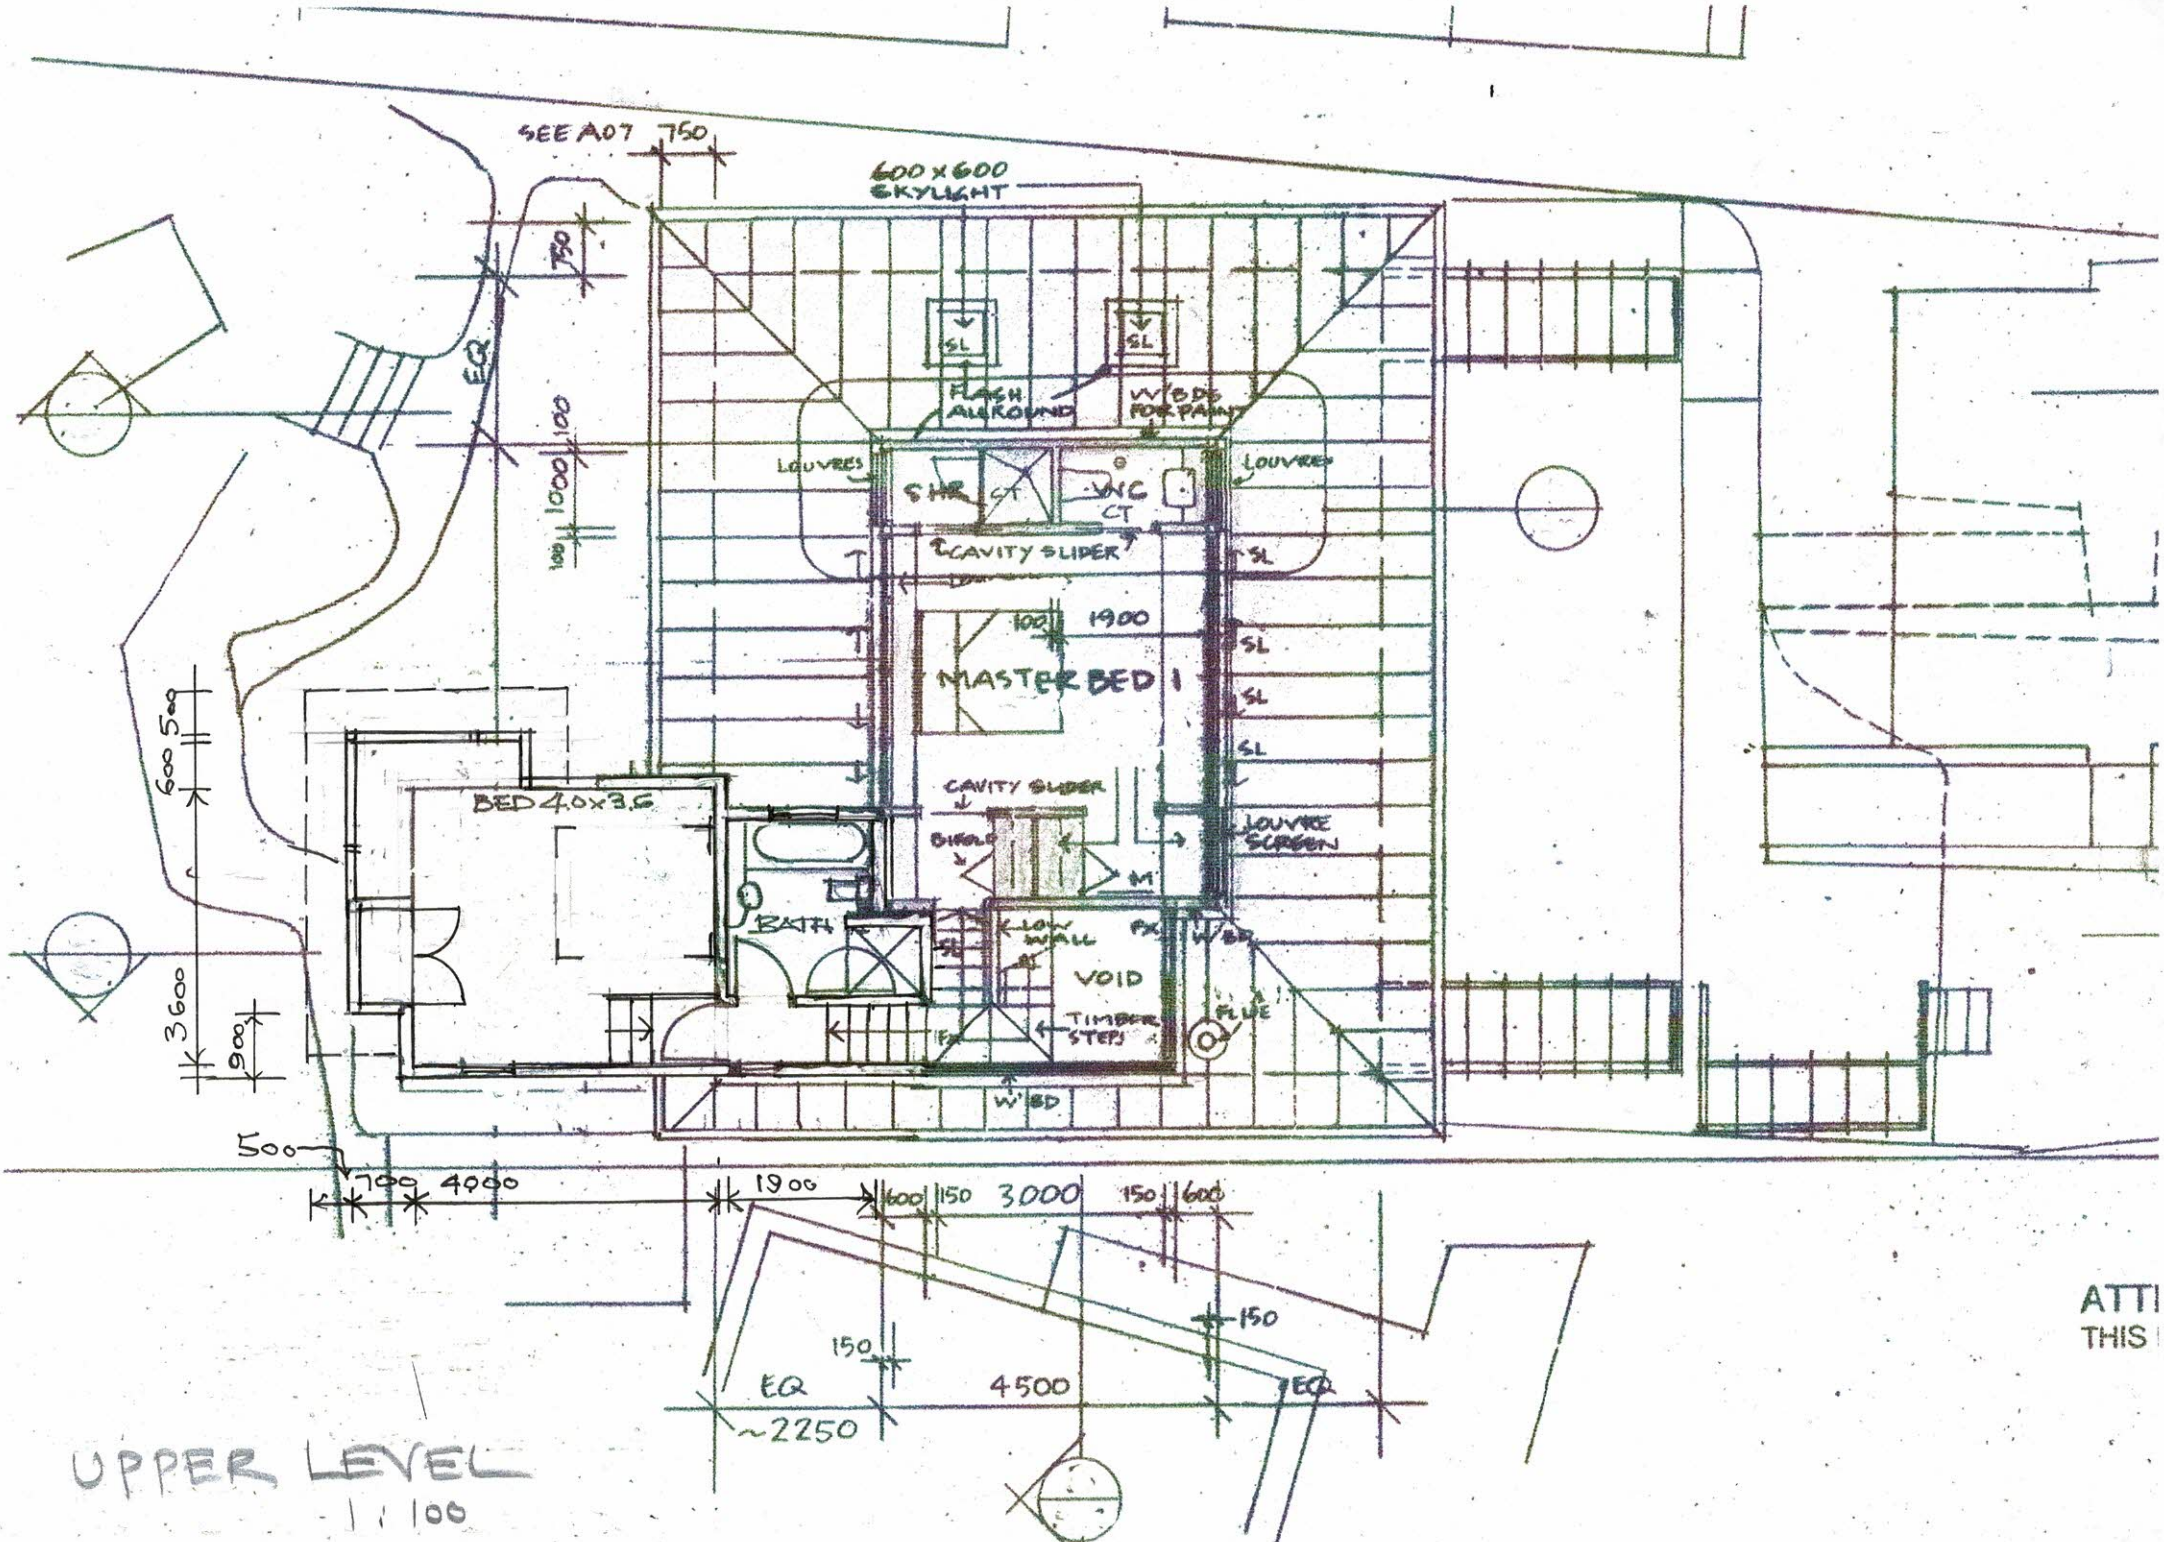 SEE A07 750
600 x 600
SKYLIGHT
750
EQ
SL
SL
FLASH
ALLROUND
W'BDS
FOR PAINT
100
1000
100
LOUVRES
LOUVRES
SHR
CT
WC
CT
CAVITY SLIDER
SL
100
1900
SL
MASTER BED 1
SL
SL
500
600
3600
900
BED 4.0 x 3.6
CAVITY SLIDER
BIFOLD
LOUVRE
SCREEN
M
BATH
SL
LOW
WALL
FX
W'BD
VOID
FLUE
TIMBER
STEPS
FX
W'BD
500
700 4000 1900 600 150 3000 150 600
150
150
EQ 4500 EQ
~2250
UPPER LEVEL
1:100
ATTI
THIS